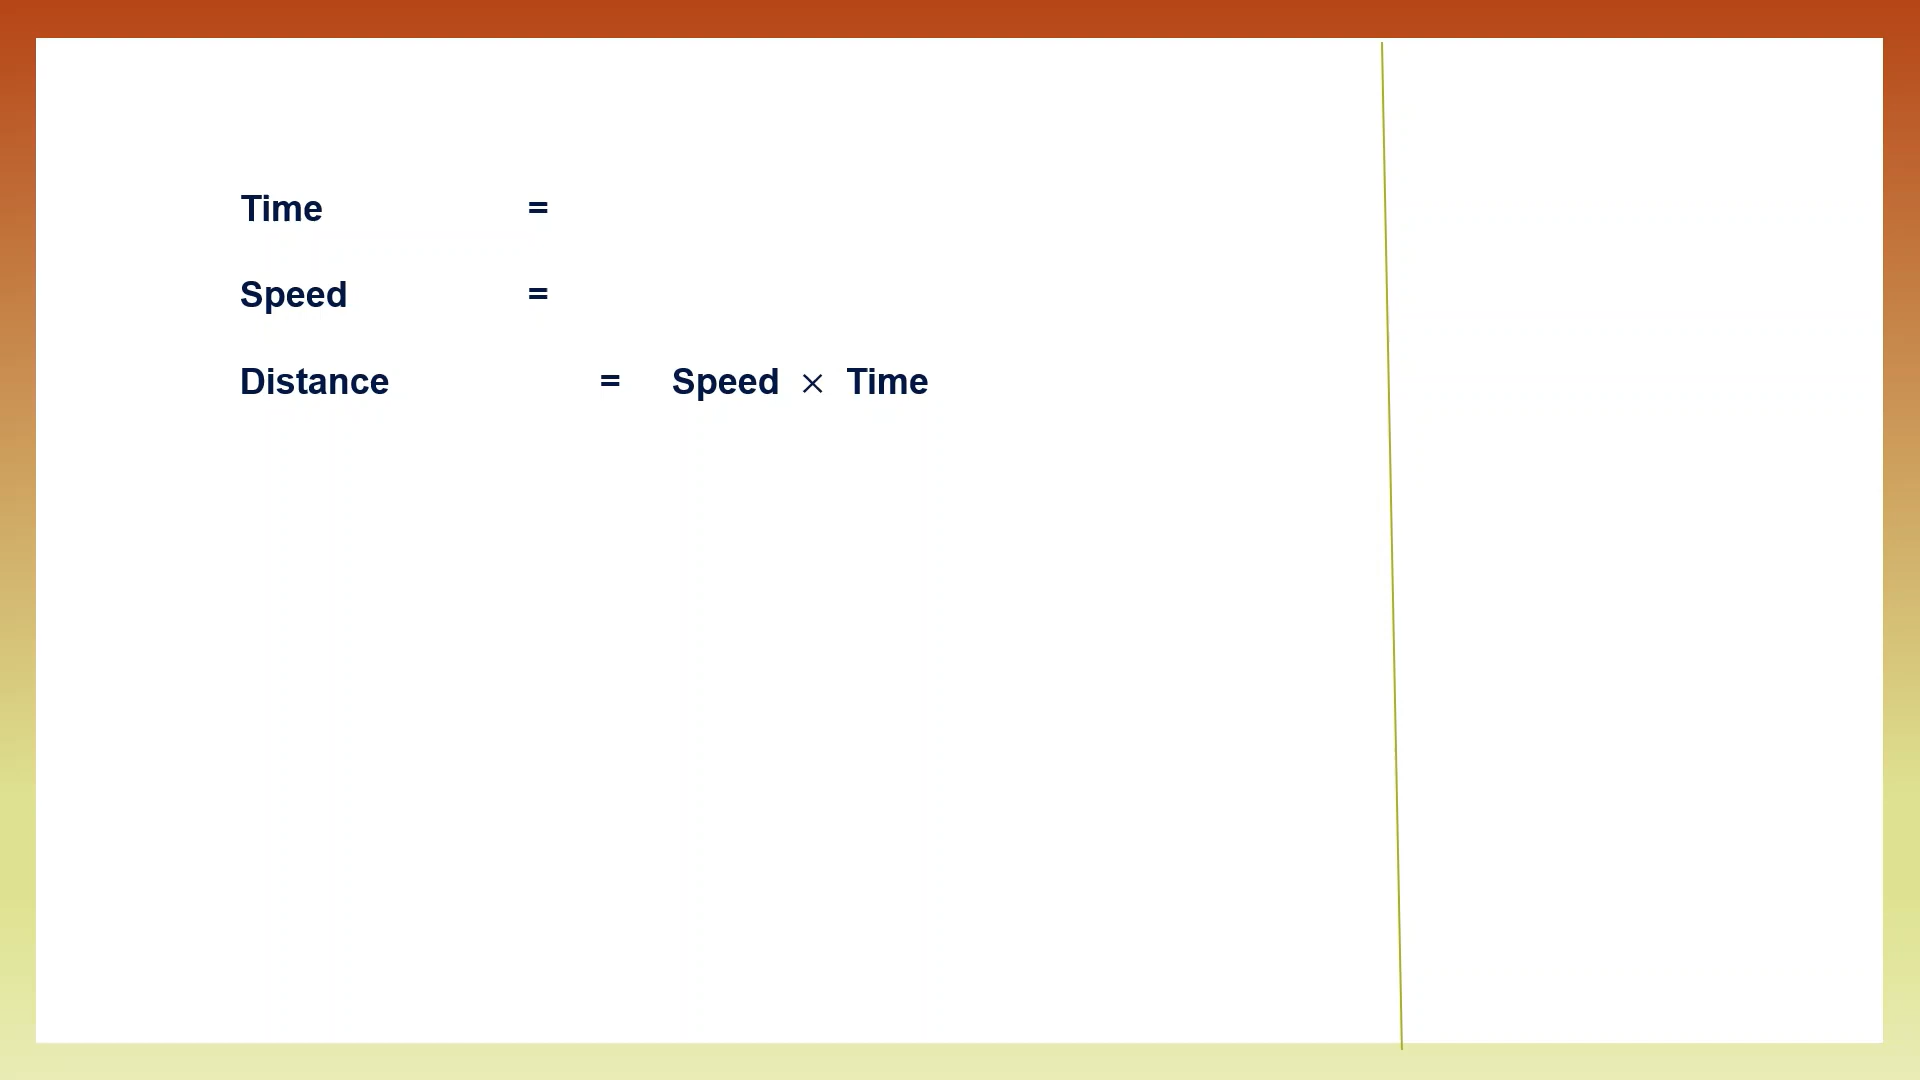 Time =
Speed =
Distance = Speed × Time